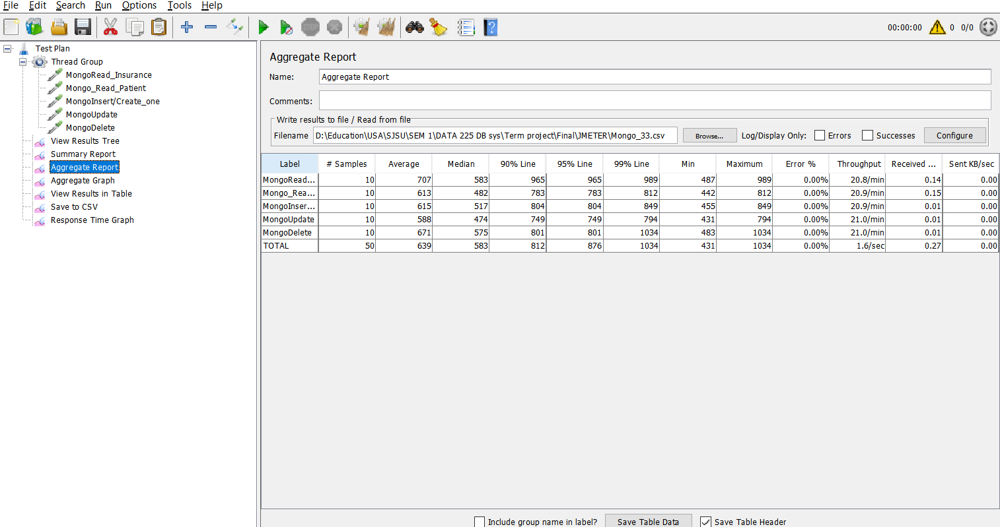 File Edit Search Run Options Tools Help
STOP 00:00:00 0 0/0
Test Plan
Thread Group
MongoRead_Insurance
Mongo_Read_Patient
MongoInsert/Create_one
MongoUpdate
MongoDelete
View Results Tree
Summary Report
Aggregate Report
Aggregate Graph
View Results in Table
Save to CSV
Response Time Graph
Aggregate Report
Name: Aggregate Report
Comments:
Write results to file / Read from file
Filename D:\Education\USA\SJSU\SEM 1\DATA 225 DB sys\Term project\Final\JMETER\Mongo_33.csv Browse... Log/Display Only: Errors Successes Configure
Label # Samples Average Median 90% Line 95% Line 99% Line Min Maximum Error % Throughput Received ... Sent KB/sec
MongoRead... 10 707 583 965 965 989 487 989 0.00% 20.8/min 0.14 0.00
Mongo_Rea... 10 613 482 783 783 812 442 812 0.00% 20.9/min 0.15 0.00
MongoInser... 10 615 517 804 804 849 455 849 0.00% 20.9/min 0.01 0.00
MongoUpdate 10 588 474 749 749 794 431 794 0.00% 21.0/min 0.01 0.00
MongoDelete 10 671 575 801 801 1034 483 1034 0.00% 21.0/min 0.01 0.00
TOTAL 50 639 583 812 876 1034 431 1034 0.00% 1.6/sec 0.27 0.00
Include group name in label? Save Table Data Save Table Header